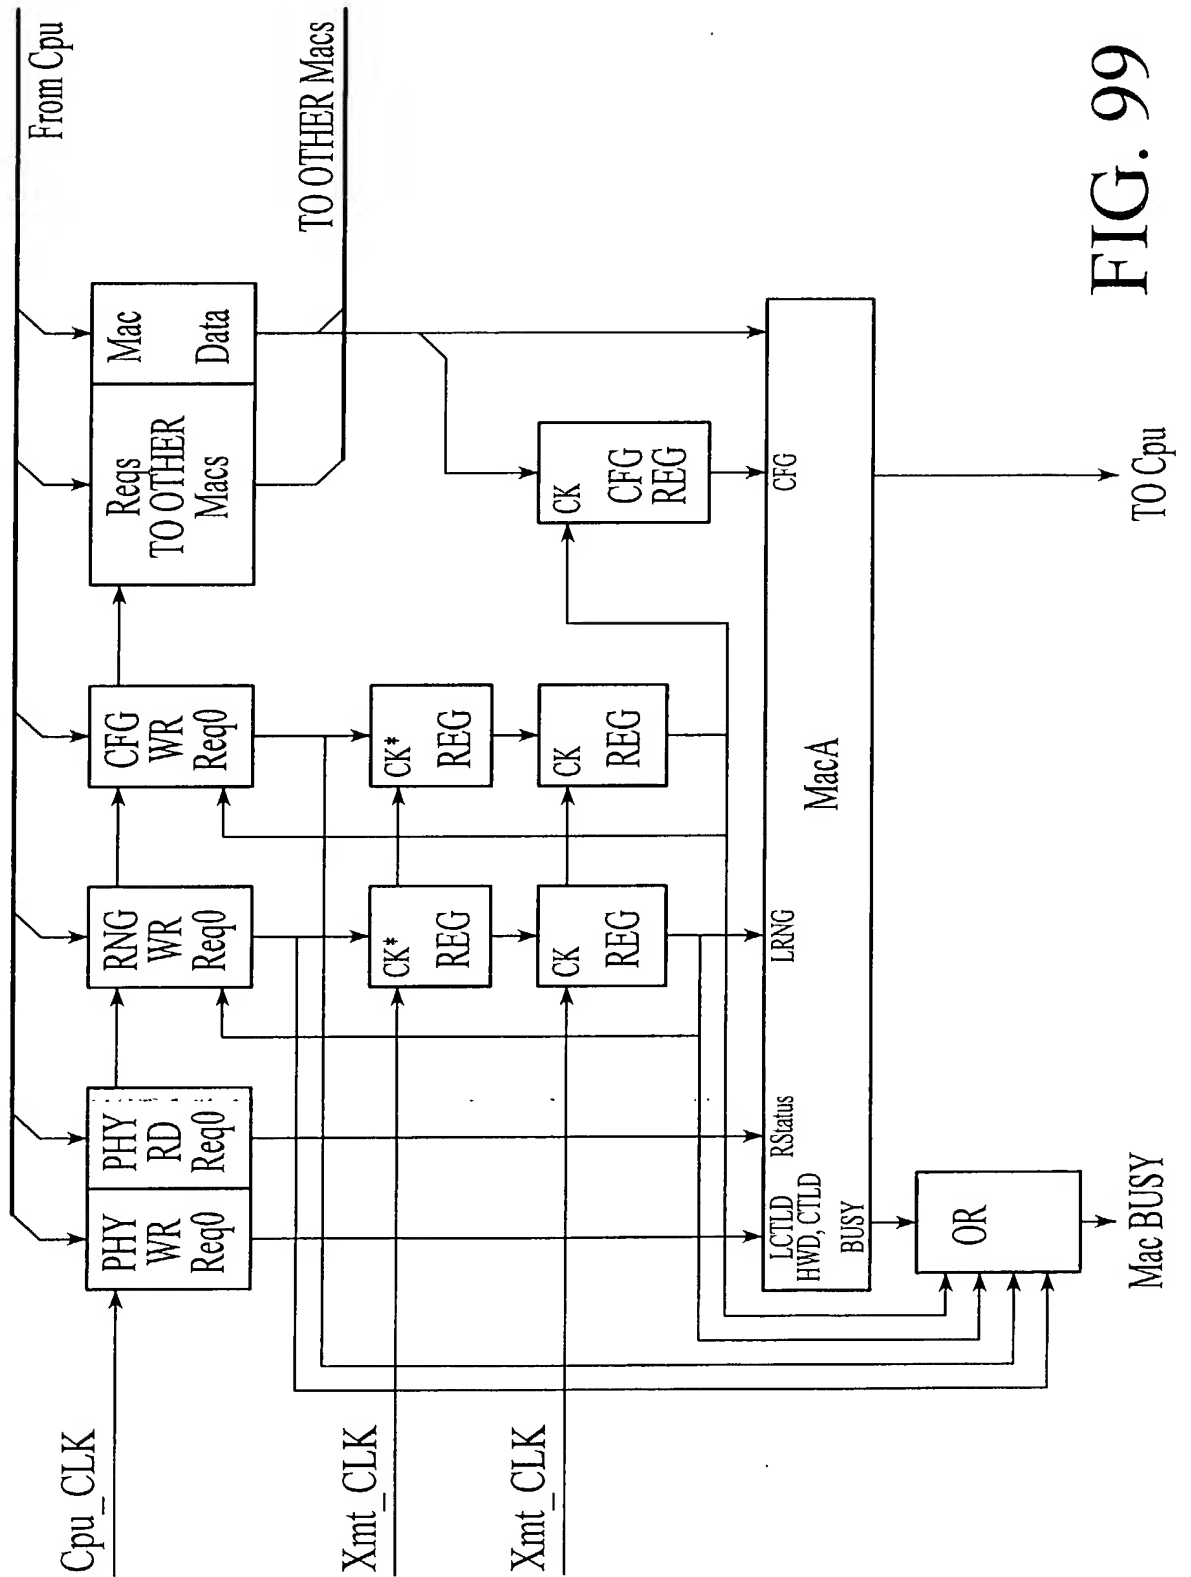 From Cpu
PHY
WR
Req0
PHY
RD
Req0
RNG
WR
Req0
CFG
WR
Req0
Reqs
TO OTHER
Macs
Mac
Data
TO OTHER Macs
Cpu_CLK
Xmt_CLK
CK*
REG
CK*
REG
Xmt_CLK
CK
REG
CK
REG
CK
CFG
REG
LCTLD
HWD, CTLD
BUSY
RStatus
LRNG
MacA
CFG
OR
Mac BUSY
TO Cpu
FIG. 99